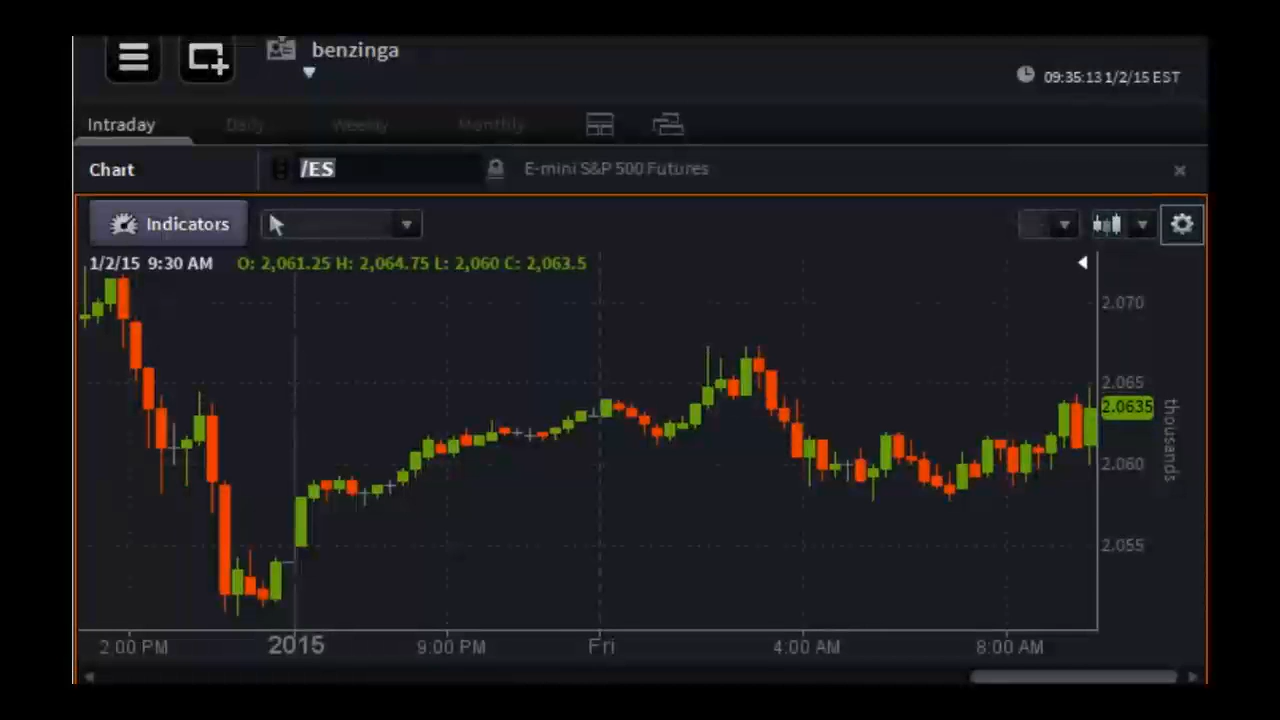 benzinga
09:35:13 1/2/15 EST
Intraday Daily Weekly Monthly
Chart /ES E-mini S&P 500 Futures
Indicators
1/2/15 9:30 AM O: 2,061.25 H: 2,064.75 L: 2,060 C: 2,063.5
2.070
2.065
2.0635
thousands
2.060
2.055
2:00 PM 2015 9:00 PM Fri 4:00 AM 8:00 AM